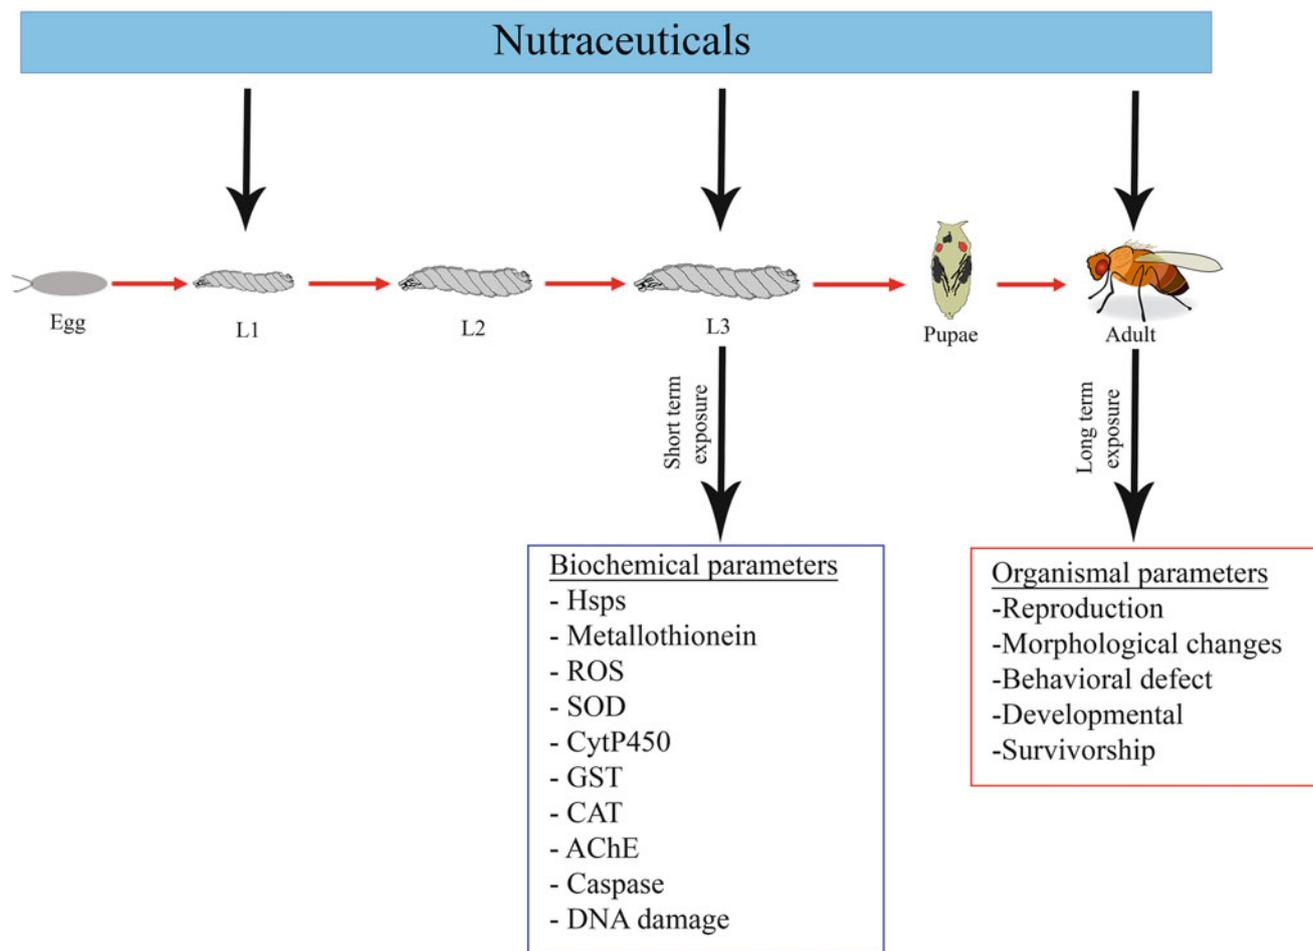 Nutraceuticals
Egg
L1
L2
L3
Pupae
Adult
Short term
exposure
Long term
exposure
Biochemical parameters
- Hsps
- Metallothionein
- ROS
- SOD
- CytP450
- GST
- CAT
- AChE
- Caspase
- DNA damage
Organismal parameters
-Reproduction
-Morphological changes
-Behavioral defect
-Developmental
-Survivorship